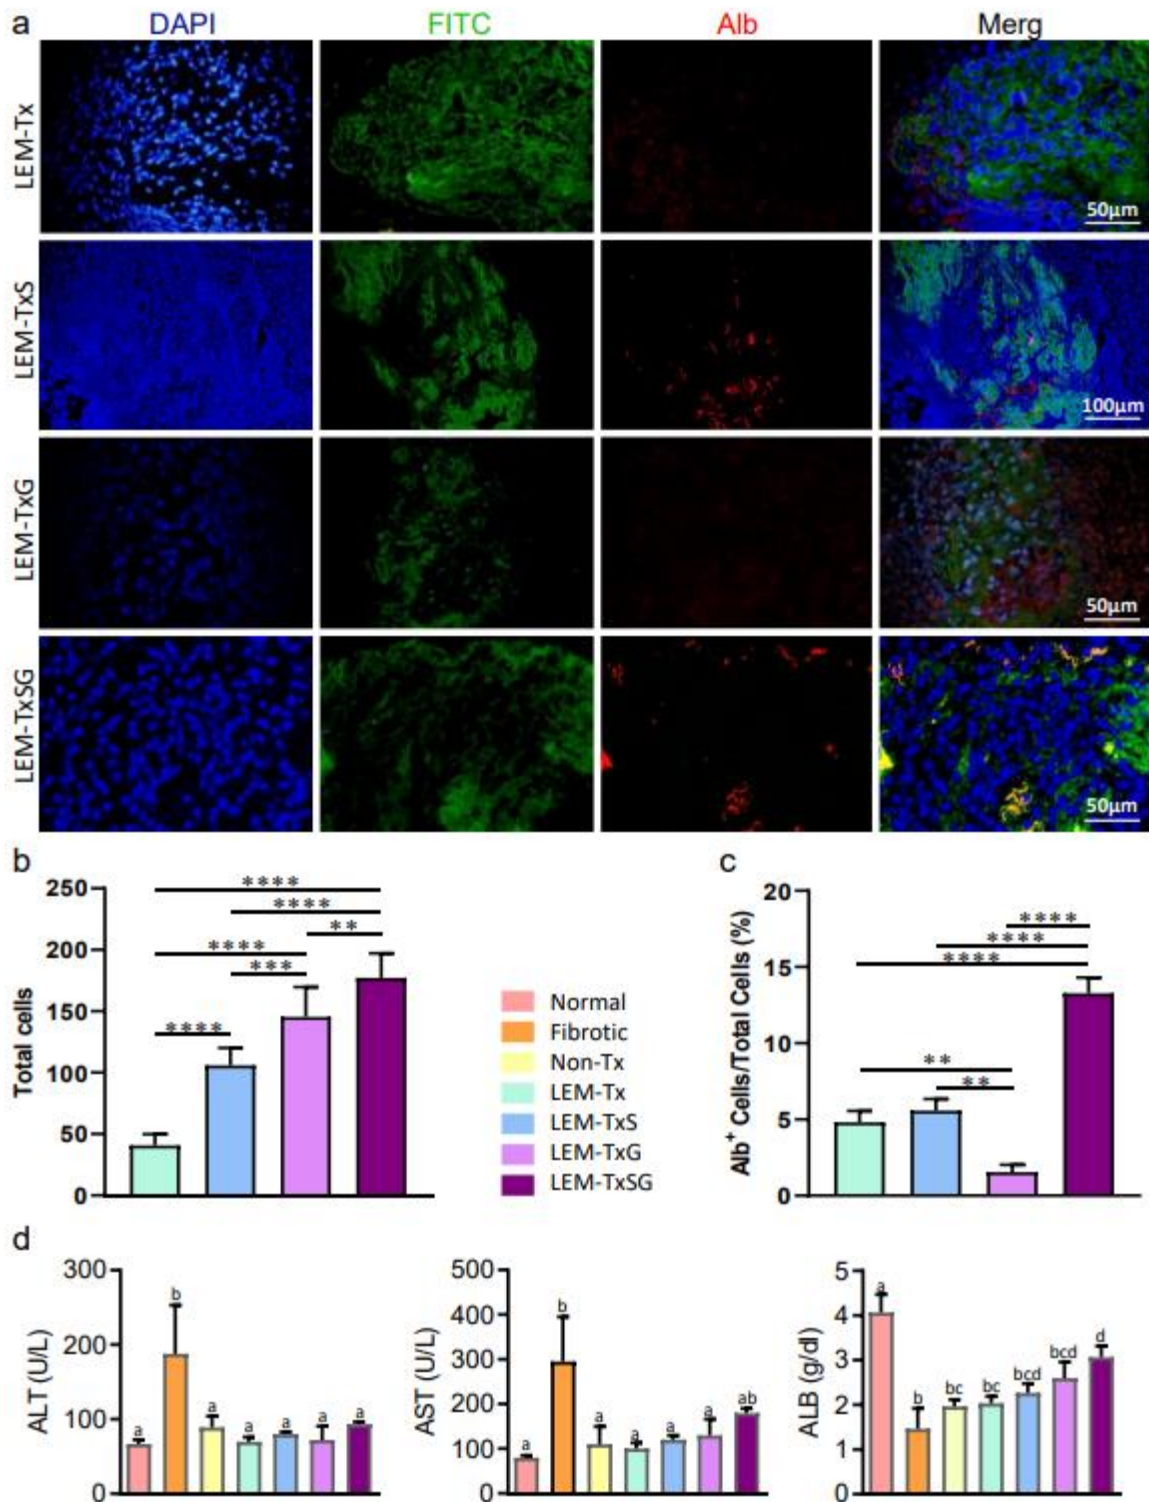 a
DAPI FITC Alb Merg
LEM-Tx
50μm
LEM-TxS
100μm
LEM-TxG
50μm
LEM-TxSG
50μm
b
Total cells
250
200
150
100
50
0
****
****
**
****
***
****
Normal
Fibrotic
Non-Tx
LEM-Tx
LEM-TxS
LEM-TxG
LEM-TxSG
c
Alb+ Cells/Total Cells (%)
20
15
10
5
0
****
****
****
**
**
d
ALT (U/L)
300
200
100
0
a b a a a a a
AST (U/L)
500
400
300
200
100
0
a b a a a a ab
ALB (g/dl)
5
4
3
2
1
0
a b bc bc bcd bcd d